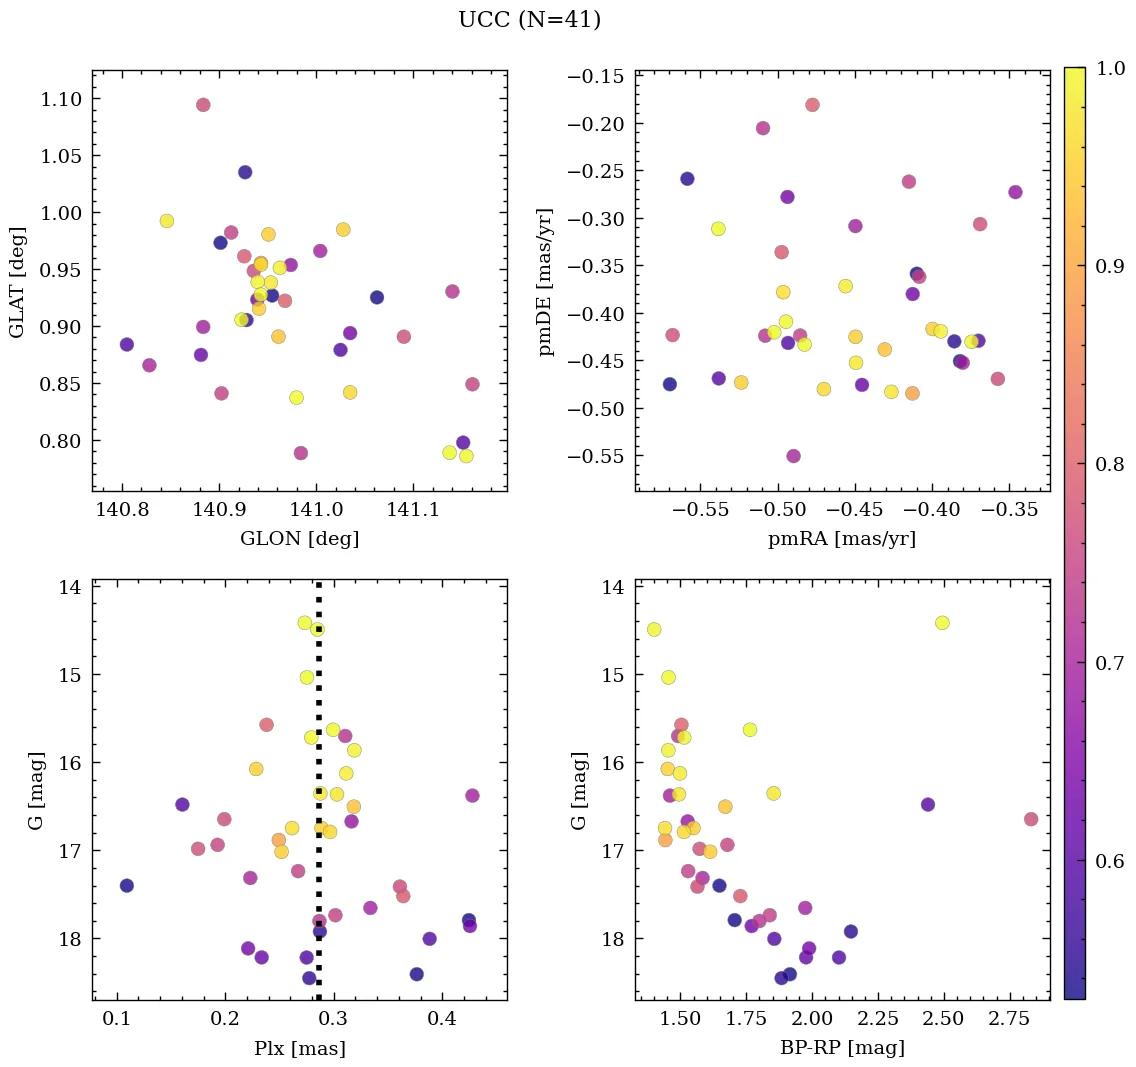 UCC (N=41)
1.10
1.05
1.00
0.95
0.90
0.85
0.80
GLAT [deg]
140.8 140.9 141.0 141.1
GLON [deg]
−0.15
−0.20
−0.25
−0.30
−0.35
−0.40
−0.45
−0.50
−0.55
pmDE [mas/yr]
−0.55 −0.50 −0.45 −0.40 −0.35
pmRA [mas/yr]
14
15
16
17
18
G [mag]
0.1 0.2 0.3 0.4
Plx [mas]
14
15
16
17
18
G [mag]
1.50 1.75 2.00 2.25 2.50 2.75
BP-RP [mag]
1.0
0.9
0.8
0.7
0.6